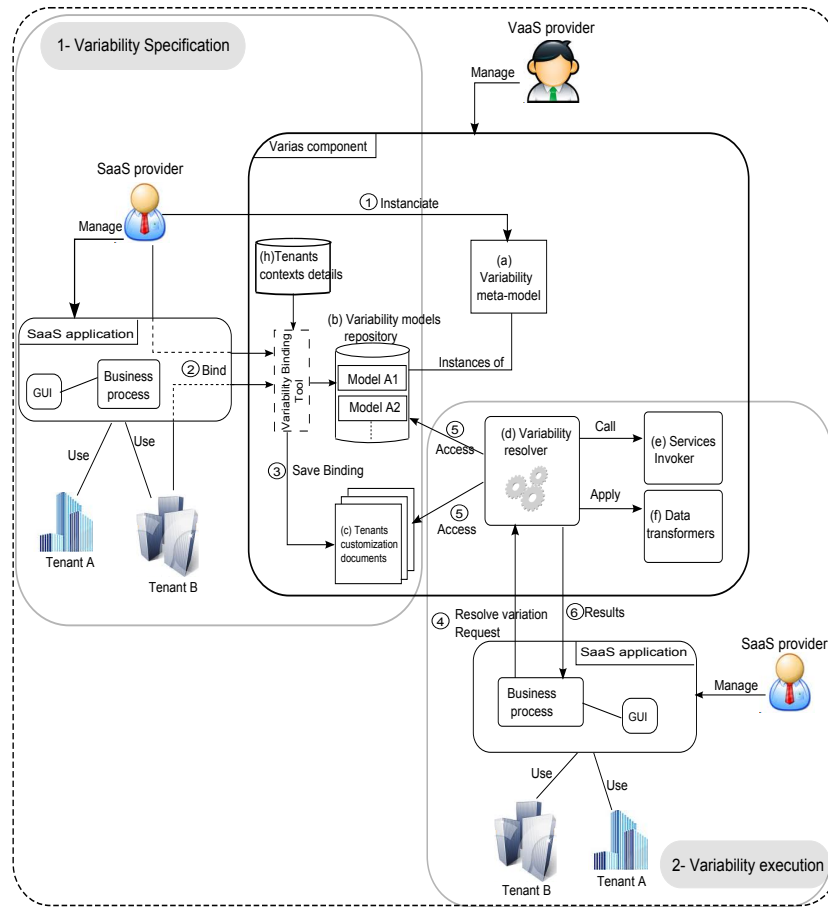 1- Variability Specification
VaaS provider
Manage
Varias component
SaaS provider
① Instanciate
Manage
(h)Tenants
contexts details
(a)
Variability
meta-model
(b) Variability models
repository
SaaS application
Variability Binding
Tool
② Bind
Instances of
Model A1
Model A2
GUI
Business
process
⑤
Access
(d) Variability
resolver
Call
(e) Services
Invoker
Use
Use
③ Save Binding
⑤
Access
Apply
(f) Data
transformers
(c) Tenants
customization
documents
Tenant A
Tenant B
④ Resolve variation
Request
⑥Results
SaaS application
SaaS provider
Manage
Business
process
GUI
Use
Use
Tenant B
Tenant A
2- Variability execution